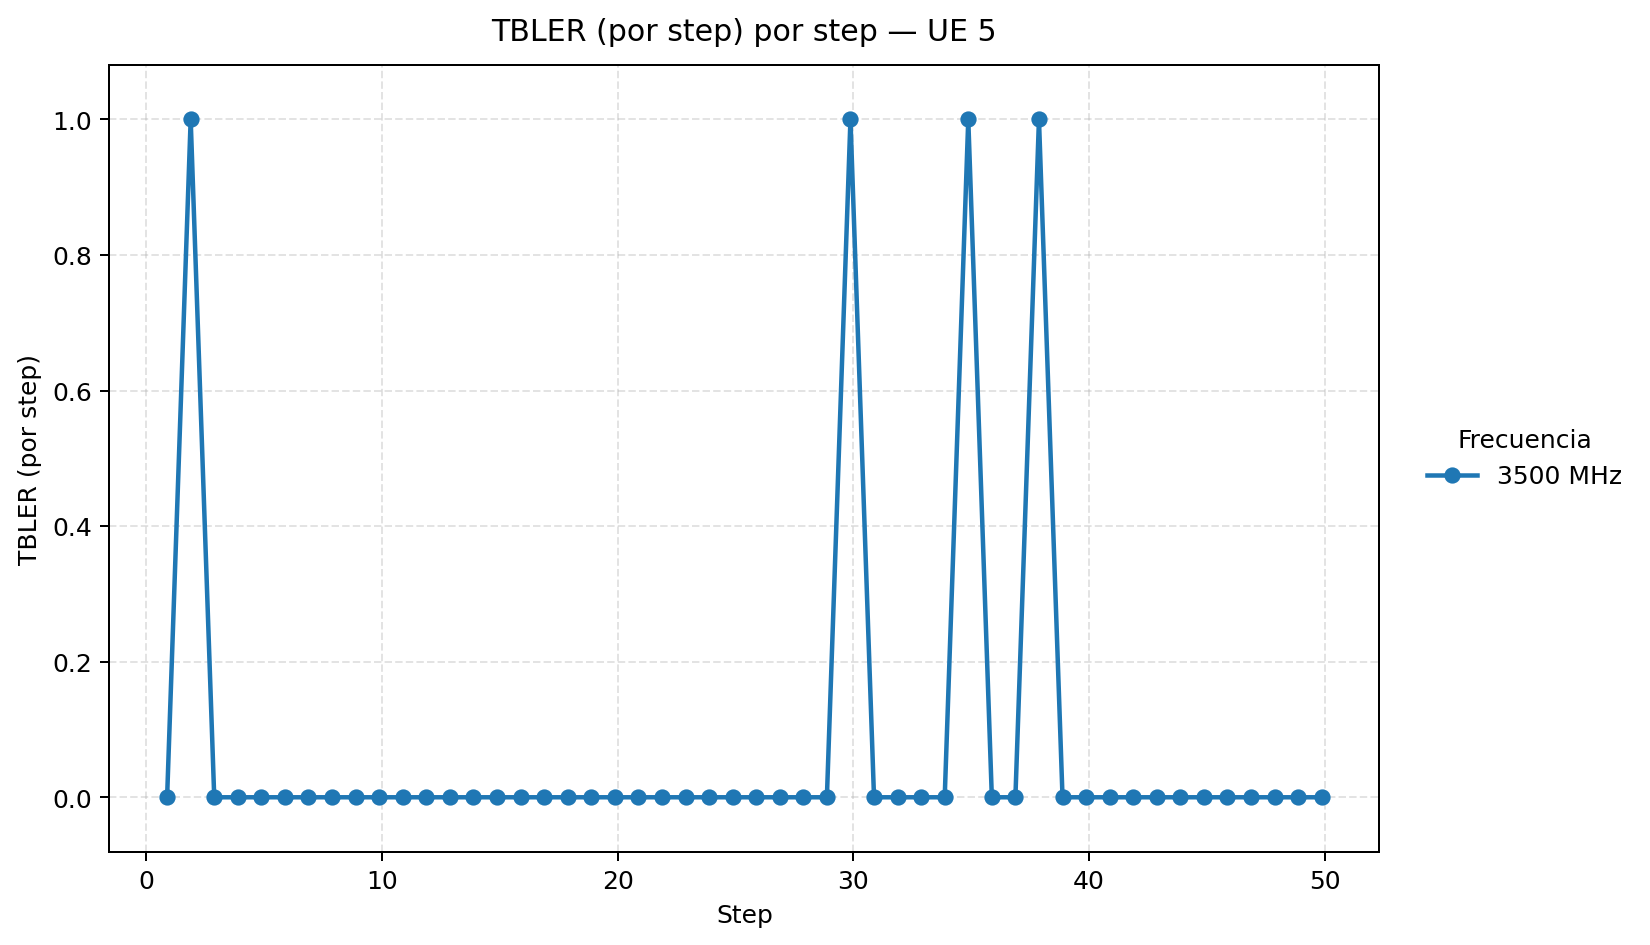 TBLER (por step) por step — UE 5
TBLER (por step)
1.0
0.8
0.6
0.4
0.2
0.0
0 10 20 30 40 50
Step
Frecuencia
3500 MHz